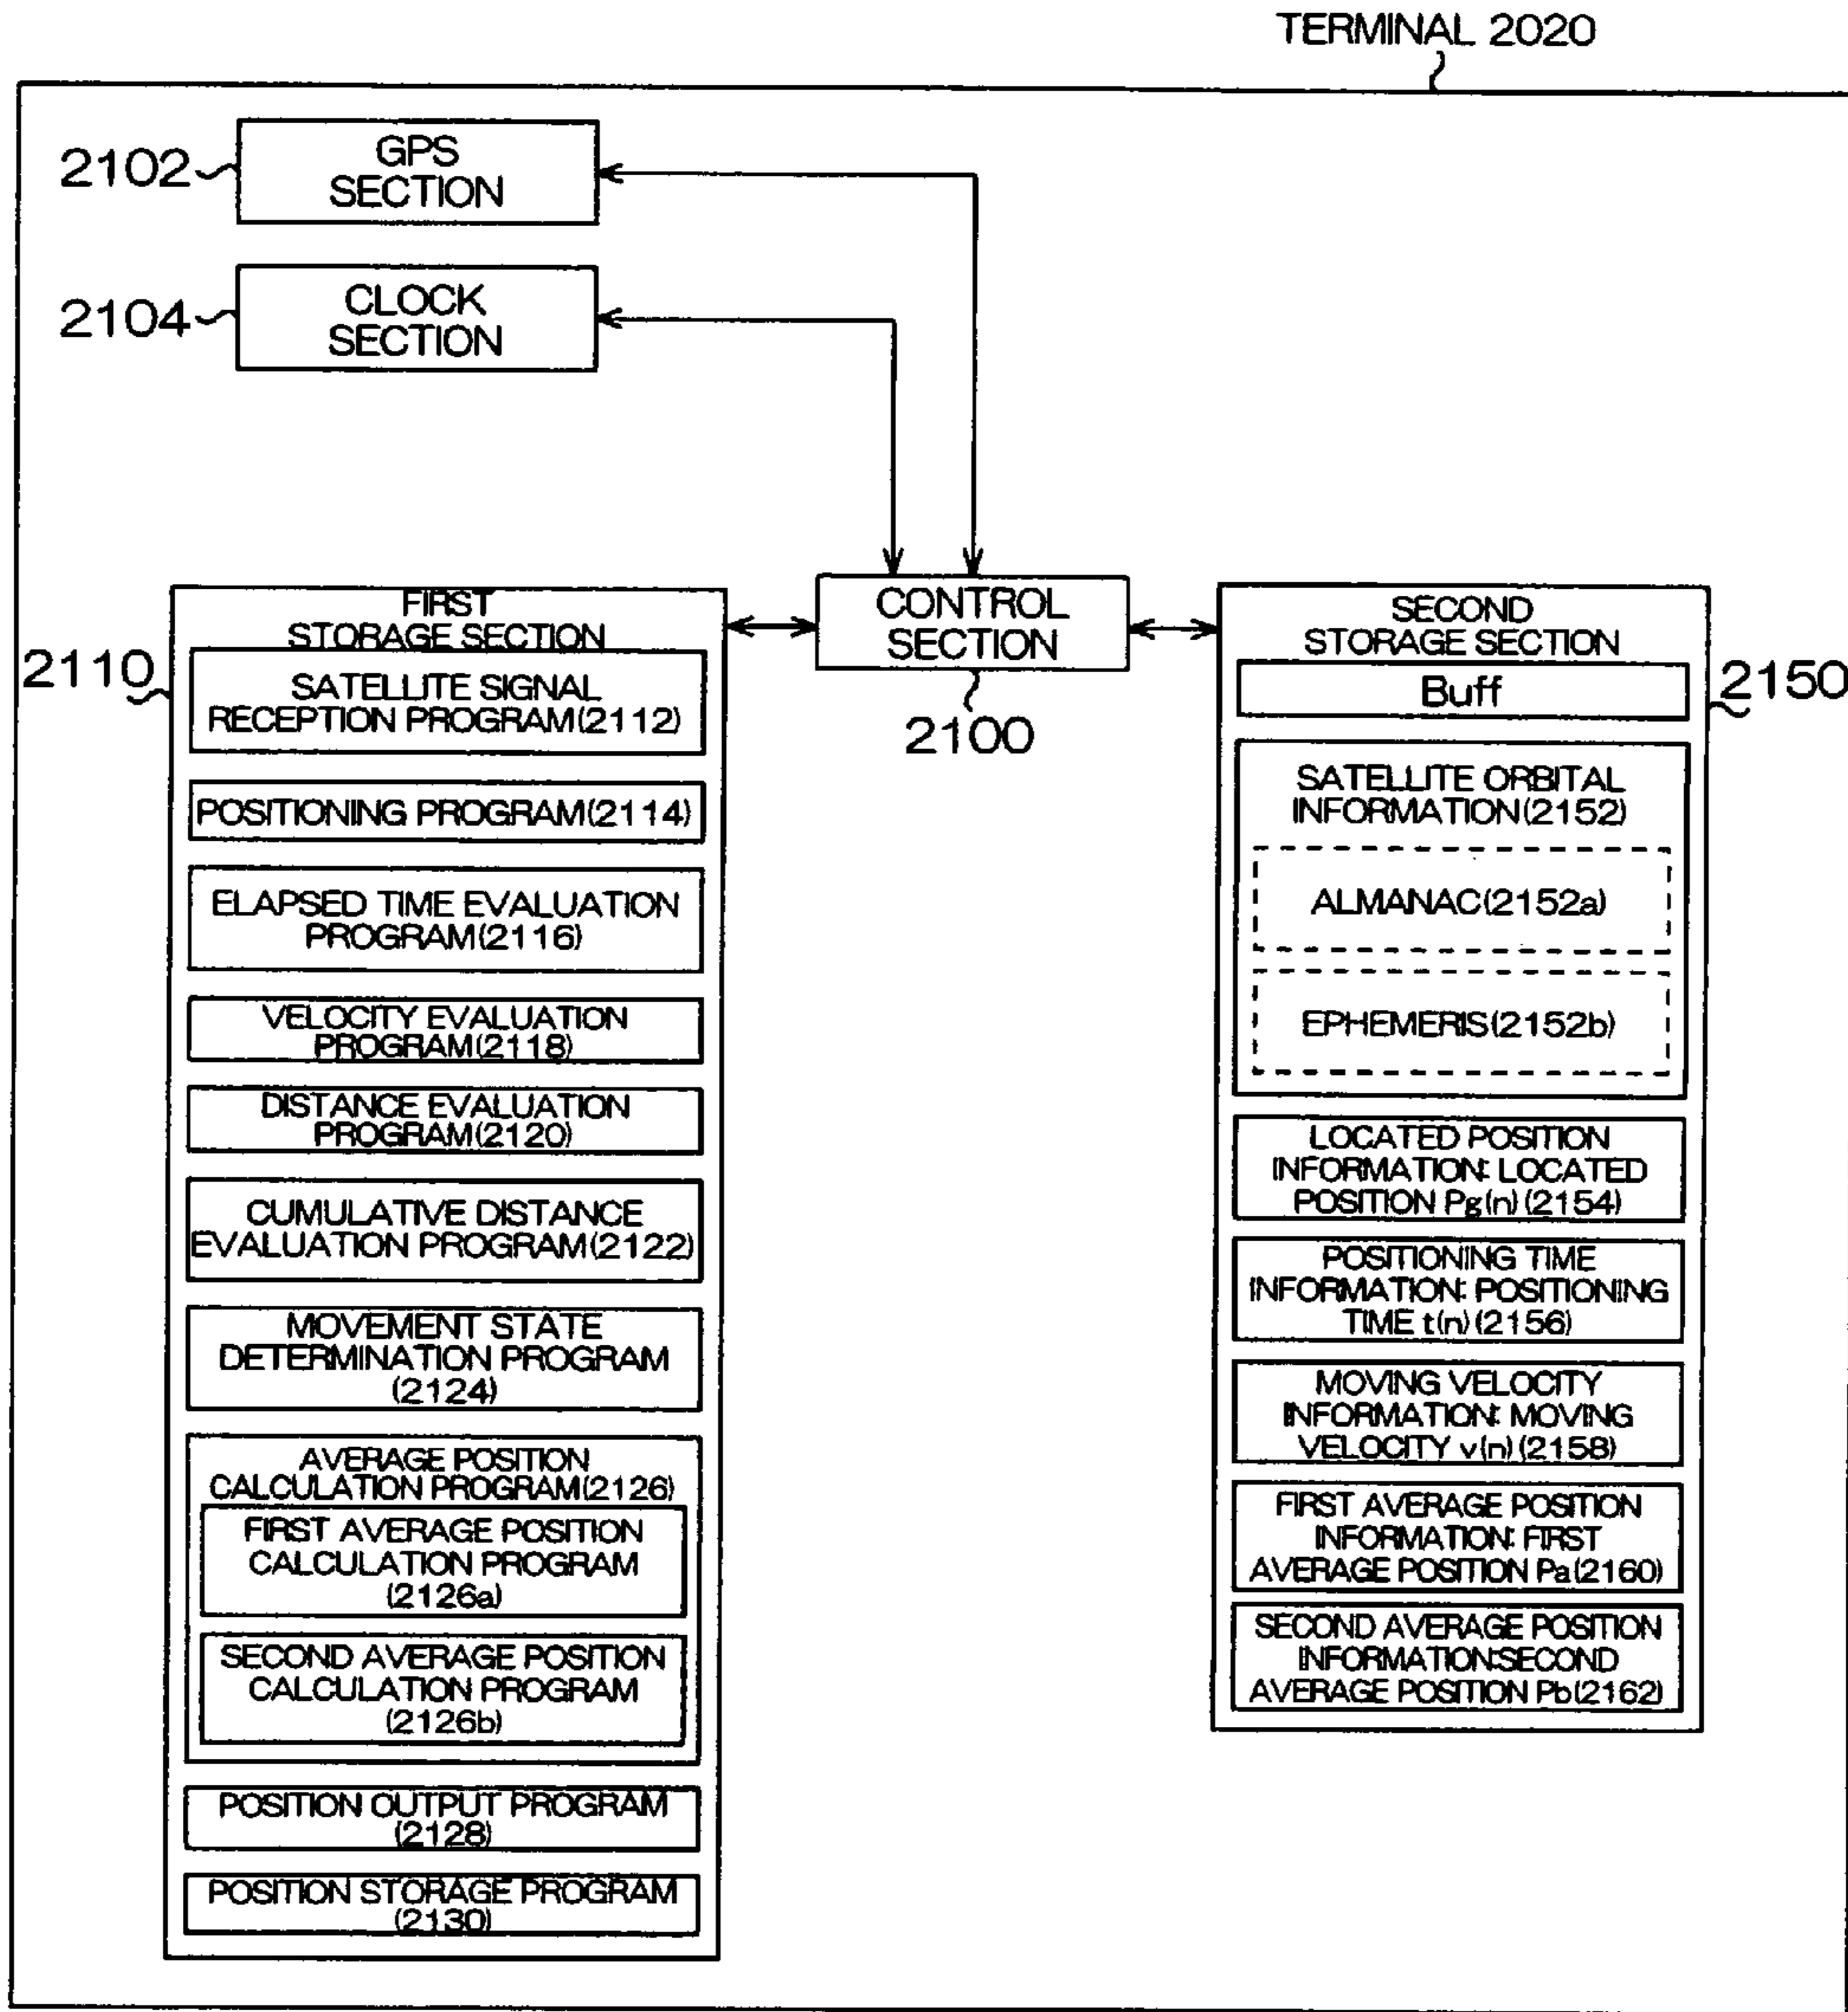 TERMINAL 2020
2102
GPS
SECTION
2104
CLOCK
SECTION
CONTROL
SECTION
2100
2110
FIRST
STORAGE SECTION
SATELLITE SIGNAL
RECEPTION PROGRAM(2112)
POSITIONING PROGRAM(2114)
ELAPSED TIME EVALUATION
PROGRAM(2116)
VELOCITY EVALUATION
PROGRAM(2118)
DISTANCE EVALUATION
PROGRAM(2120)
CUMULATIVE DISTANCE
EVALUATION PROGRAM(2122)
MOVEMENT STATE
DETERMINATION PROGRAM
(2124)
AVERAGE POSITION
CALCULATION PROGRAM(2126)
FIRST AVERAGE POSITION
CALCULATION PROGRAM
(2126a)
SECOND AVERAGE POSITION
CALCULATION PROGRAM
(2126b)
POSITION OUTPUT PROGRAM
(2128)
POSITION STORAGE PROGRAM
(2130)
SECOND
STORAGE SECTION
2150
Buff
SATELLITE ORBITAL
INFORMATION(2152)
ALMANAC(2152a)
EPHEMERIS(2152b)
LOCATED POSITION
INFORMATION: LOCATED
POSITION Pg(n) (2154)
POSITIONING TIME
INFORMATION: POSITIONING
TIME t(n) (2156)
MOVING VELOCITY
INFORMATION: MOVING
VELOCITY v(n) (2158)
FIRST AVERAGE POSITION
INFORMATION: FIRST
AVERAGE POSITION Pa(2160)
SECOND AVERAGE POSITION
INFORMATION:SECOND
AVERAGE POSITION Pb(2162)